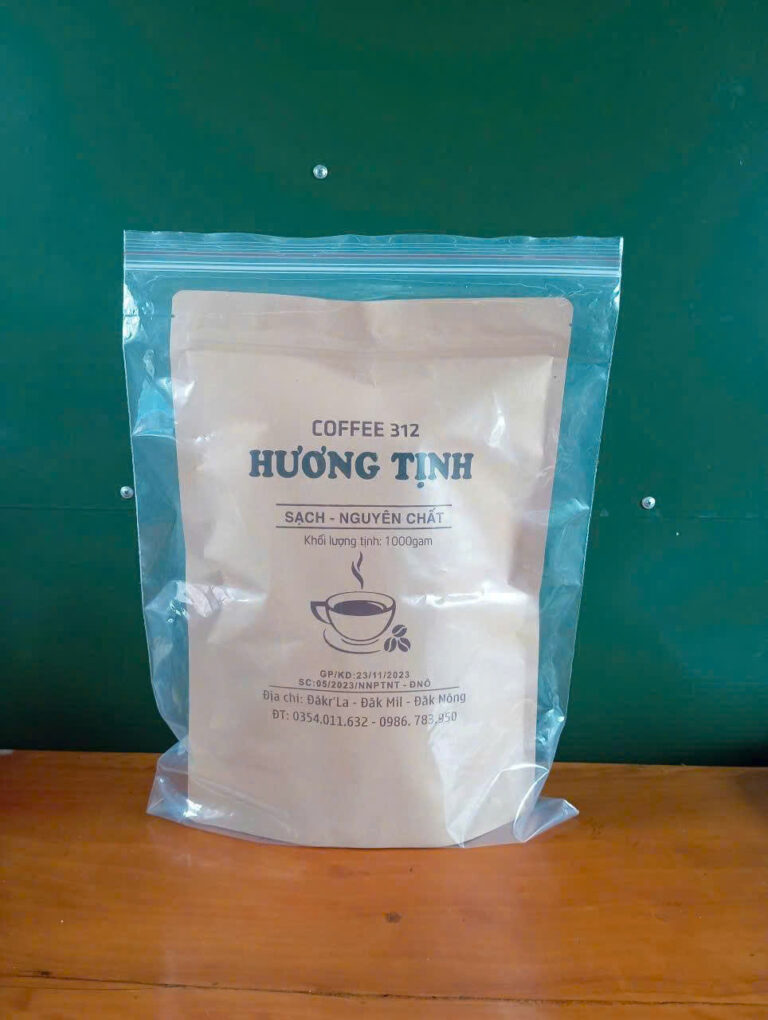 COFFEE 312
HƯƠNG TỊNH
SẠCH - NGUYÊN CHẤT
Khối lượng tịnh: 1000gam
GP/KD:23/11/2023
SC:05/2023/NNPTNT - ĐNÔ
Địa chỉ: Đăkr'La - Đăk Mil - Đăk Nông
ĐT: 0354.011.632 - 0986. 783.950